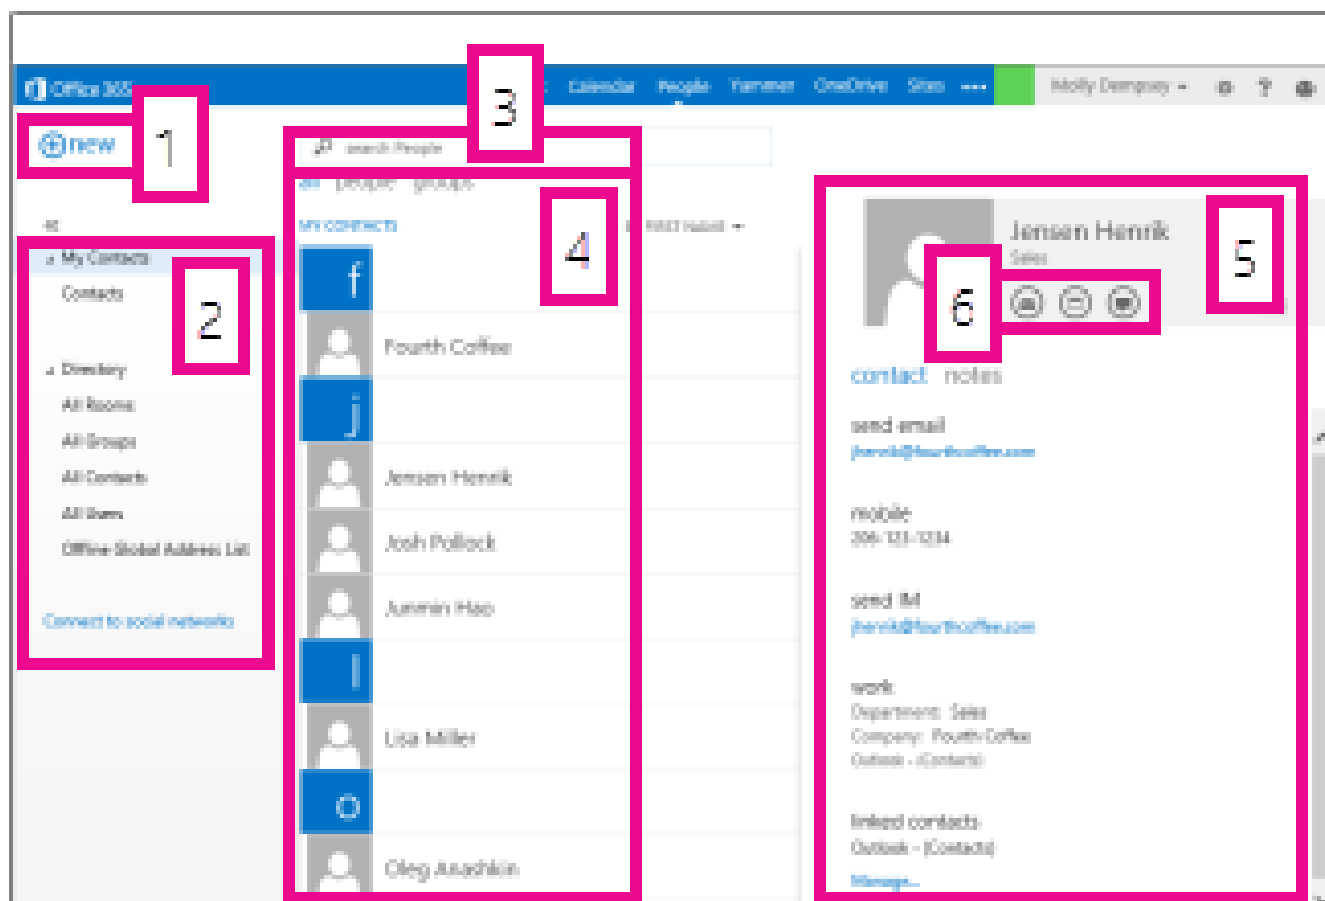 Office 365
Calendar People Yammer OneDrive Sites
Molly Dempsey
?
1
2
3
4
5
6
new
search People
all people groups
MY CONTACTS
My Contacts
Contacts
Directory
All Rooms
All Groups
All Contacts
All Users
Offline Global Address List
Connect to social networks
f
Fourth Coffee
j
Jensen Henrik
Josh Pollock
Junmin Hao
l
Lisa Miller
o
Oleg Anashkin
Jensen Henrik
Sales
contact notes
send email
jhenrik@fourthcoffee.com
mobile
206-123-1234
send IM
jhenrik@fourthcoffee.com
work
Department: Sales
Company: Fourth Coffee
Outlook - (Contacts)
linked contacts
Outlook - (Contacts)
Manage...